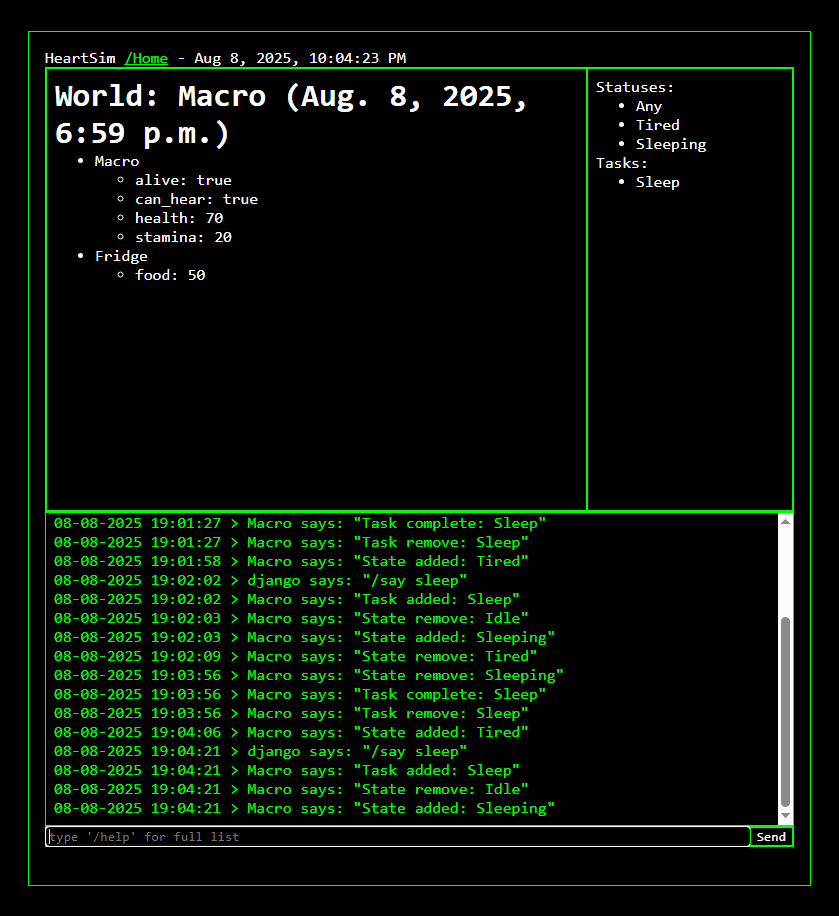 HeartSim /Home - Aug 8, 2025, 10:04:23 PM
World: Macro (Aug. 8, 2025,
6:59 p.m.)
Macro
alive: true
can_hear: true
health: 70
stamina: 20
Fridge
food: 50
Statuses:
Any
Tired
Sleeping
Tasks:
Sleep
08-08-2025 19:01:27 > Macro says: "Task complete: Sleep"
08-08-2025 19:01:27 > Macro says: "Task remove: Sleep"
08-08-2025 19:01:58 > Macro says: "State added: Tired"
08-08-2025 19:02:02 > django says: "/say sleep"
08-08-2025 19:02:02 > Macro says: "Task added: Sleep"
08-08-2025 19:02:03 > Macro says: "State remove: Idle"
08-08-2025 19:02:03 > Macro says: "State added: Sleeping"
08-08-2025 19:02:09 > Macro says: "State remove: Tired"
08-08-2025 19:03:56 > Macro says: "State remove: Sleeping"
08-08-2025 19:03:56 > Macro says: "Task complete: Sleep"
08-08-2025 19:03:56 > Macro says: "Task remove: Sleep"
08-08-2025 19:04:06 > Macro says: "State added: Tired"
08-08-2025 19:04:21 > django says: "/say sleep"
08-08-2025 19:04:21 > Macro says: "Task added: Sleep"
08-08-2025 19:04:21 > Macro says: "State remove: Idle"
08-08-2025 19:04:21 > Macro says: "State added: Sleeping"
type '/help' for full list
Send